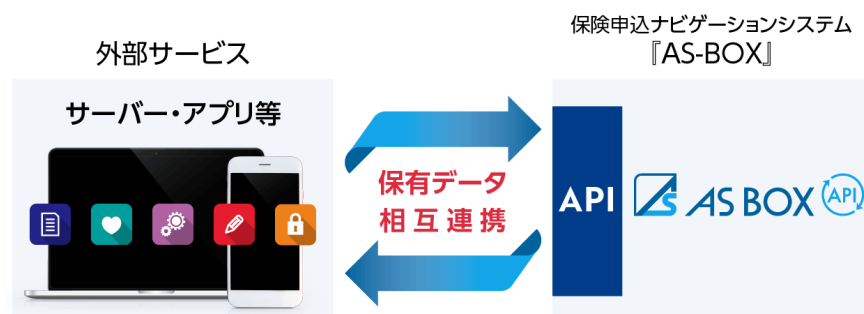 外部サービス
サーバー・アプリ等
保有データ
相互連携
保険申込ナビゲーションシステム
『AS-BOX』
API
AS BOX
API